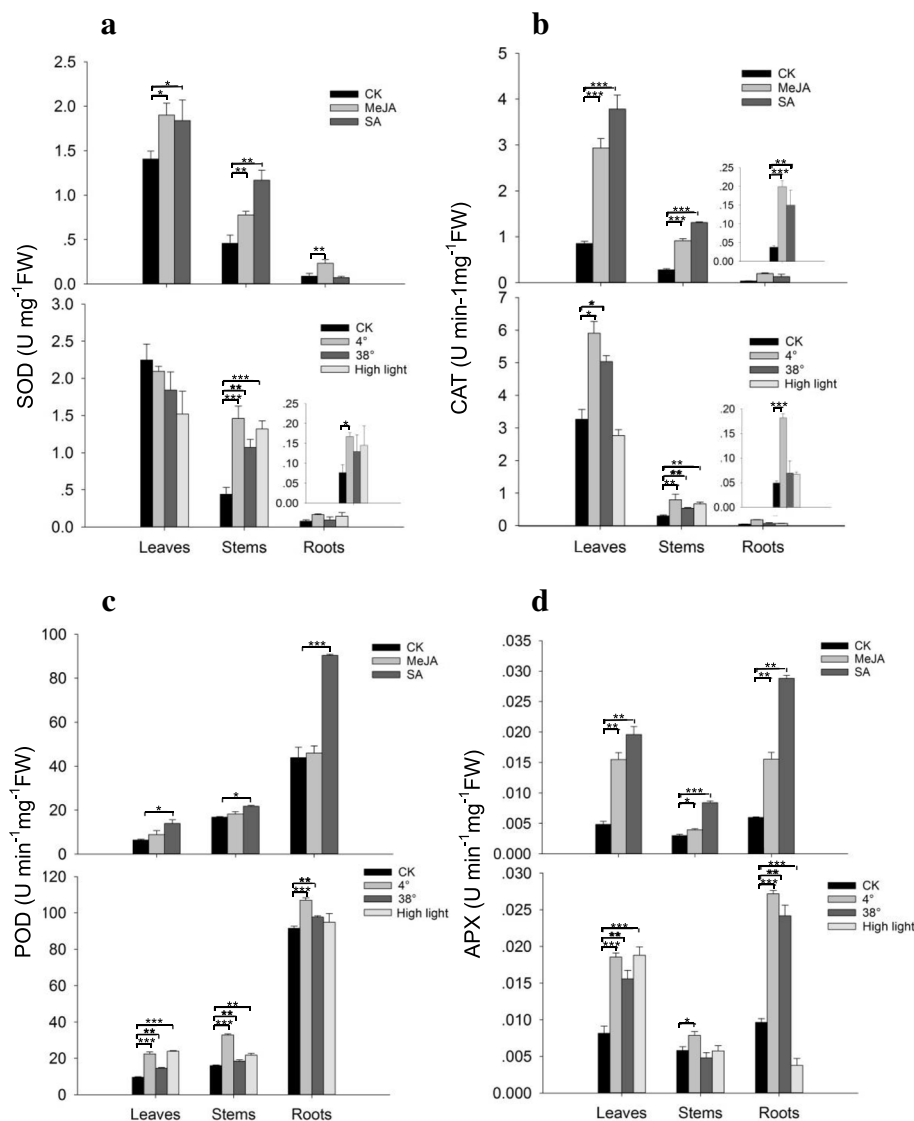 a
2.5
2.0
1.5
1.0
.5
0.0
* *
** **
**
CK
MeJA
SA
SOD (U mg⁻¹FW)
3.0
2.5
2.0
1.5
1.0
.5
0.0
*** ** ***
CK
4°
38°
High light
.25
.20
.15
.10
.05
0.00
*
Leaves Stems Roots
b
5
4
3
2
1
0
*** ***
*** ***
CK
MeJA
SA
.25
.20
.15
.10
.05
0.00
** ***
CAT (U min-1mg⁻¹FW)
7
6
5
4
3
2
1
0
* *
** ** **
CK
4°
38°
High light
.20
.15
.10
.05
0.00
***
Leaves Stems Roots
c
100
80
60
40
20
0
*
*
***
CK
MeJA
SA
POD (U min⁻¹mg⁻¹FW)
120
100
80
60
40
20
0
*** ** ***
** ** ***
** ***
CK
4°
38°
High light
Leaves Stems Roots
d
.035
.030
.025
.020
.015
.010
.005
0.000
** **
*** *
** **
CK
MeJA
SA
APX (U min⁻¹mg⁻¹FW)
.030
.025
.020
.015
.010
.005
0.000
*** ** ***
*
*** ** ***
CK
4°
38°
High light
Leaves Stems Roots